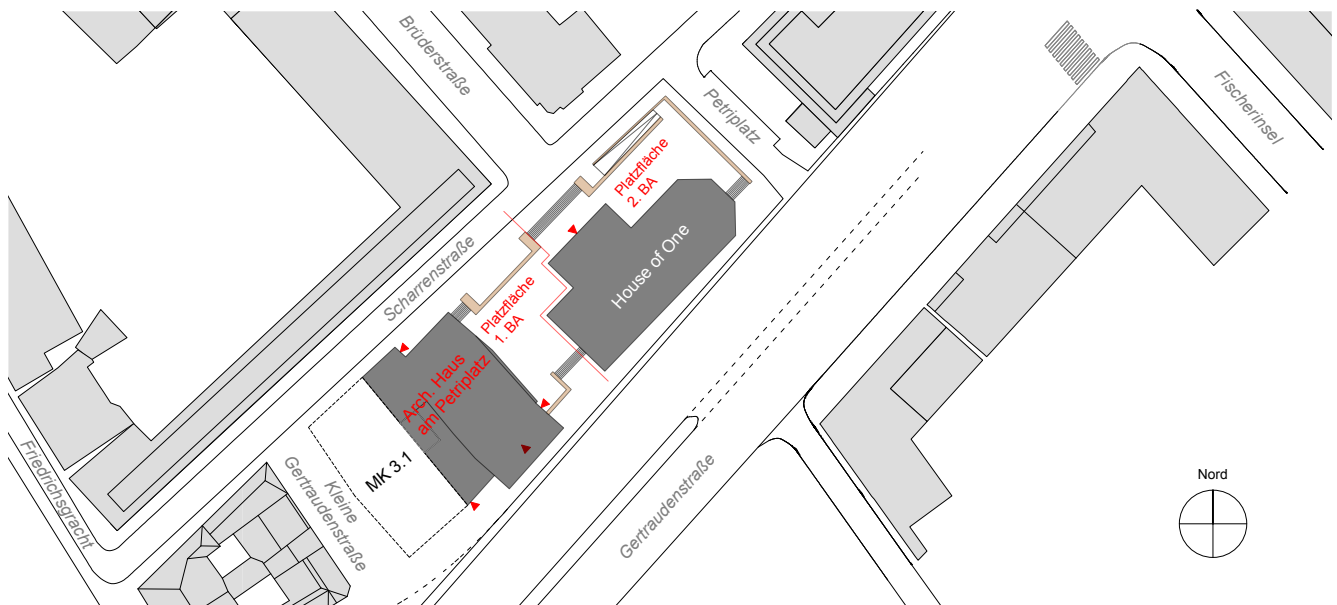 Brüderstraße
Petriplatz
Fischerinsel
Platzfläche
2. BA
House of One
Scharrenstraße
Platzfläche
1. BA
Arch. Haus
am Petriplatz
MK 3.1
Friedrichsgracht
Kleine
Gertraudenstraße
Gertraudenstraße
Nord